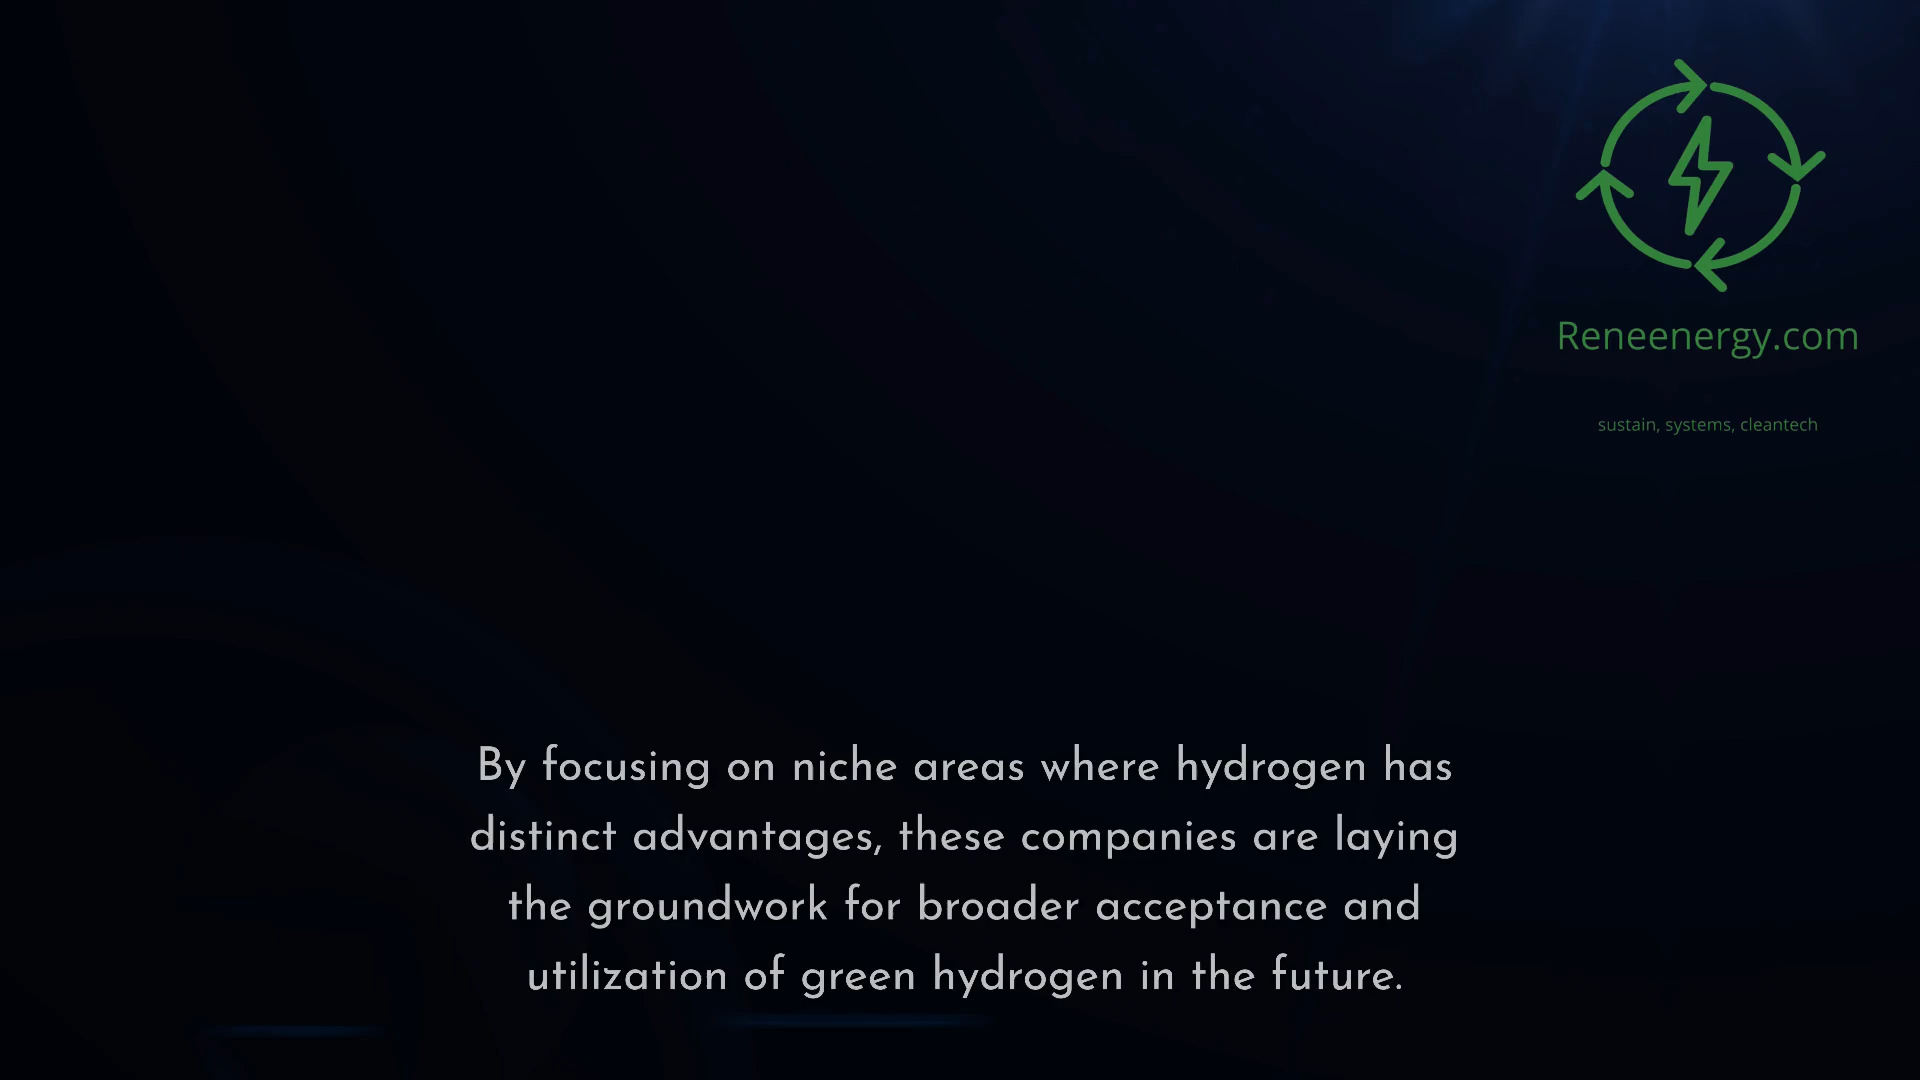 Reneenergy.com
sustain, systems, cleantech
By focusing on niche areas where hydrogen has
distinct advantages, these companies are laying
the groundwork for broader acceptance and
utilization of green hydrogen in the future.